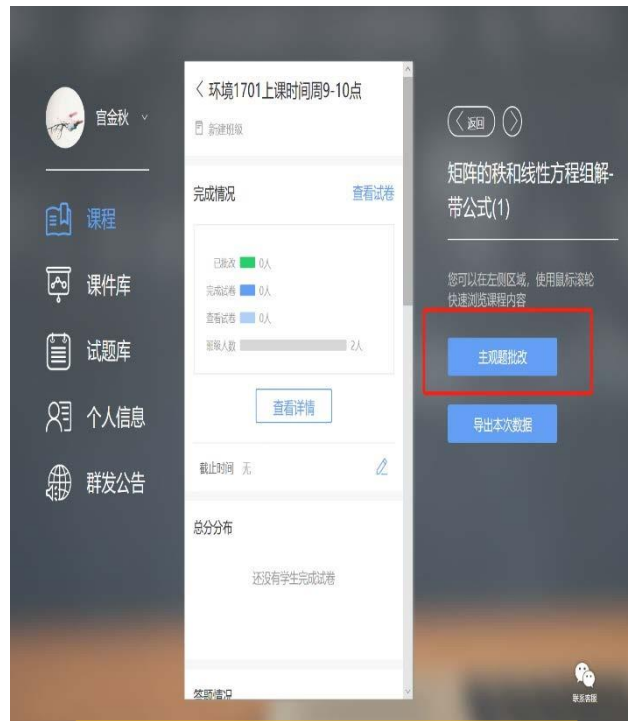 官金秋
课程
课件库
试题库
个人信息
群发公告
环境1701上课时间周9-10点
新建班级
完成情况
查看试卷
已批改 0人
完成试卷 0人
查看试卷 0人
班级人数 2人
查看详情
截止时间 无
总分分布
还没有学生完成试卷
答题情况
返回
矩阵的秩和线性方程组解-
带公式(1)
您可以在左侧区域，使用鼠标滚轮
快速浏览课程内容
主观题批改
导出本次数据
联系客服